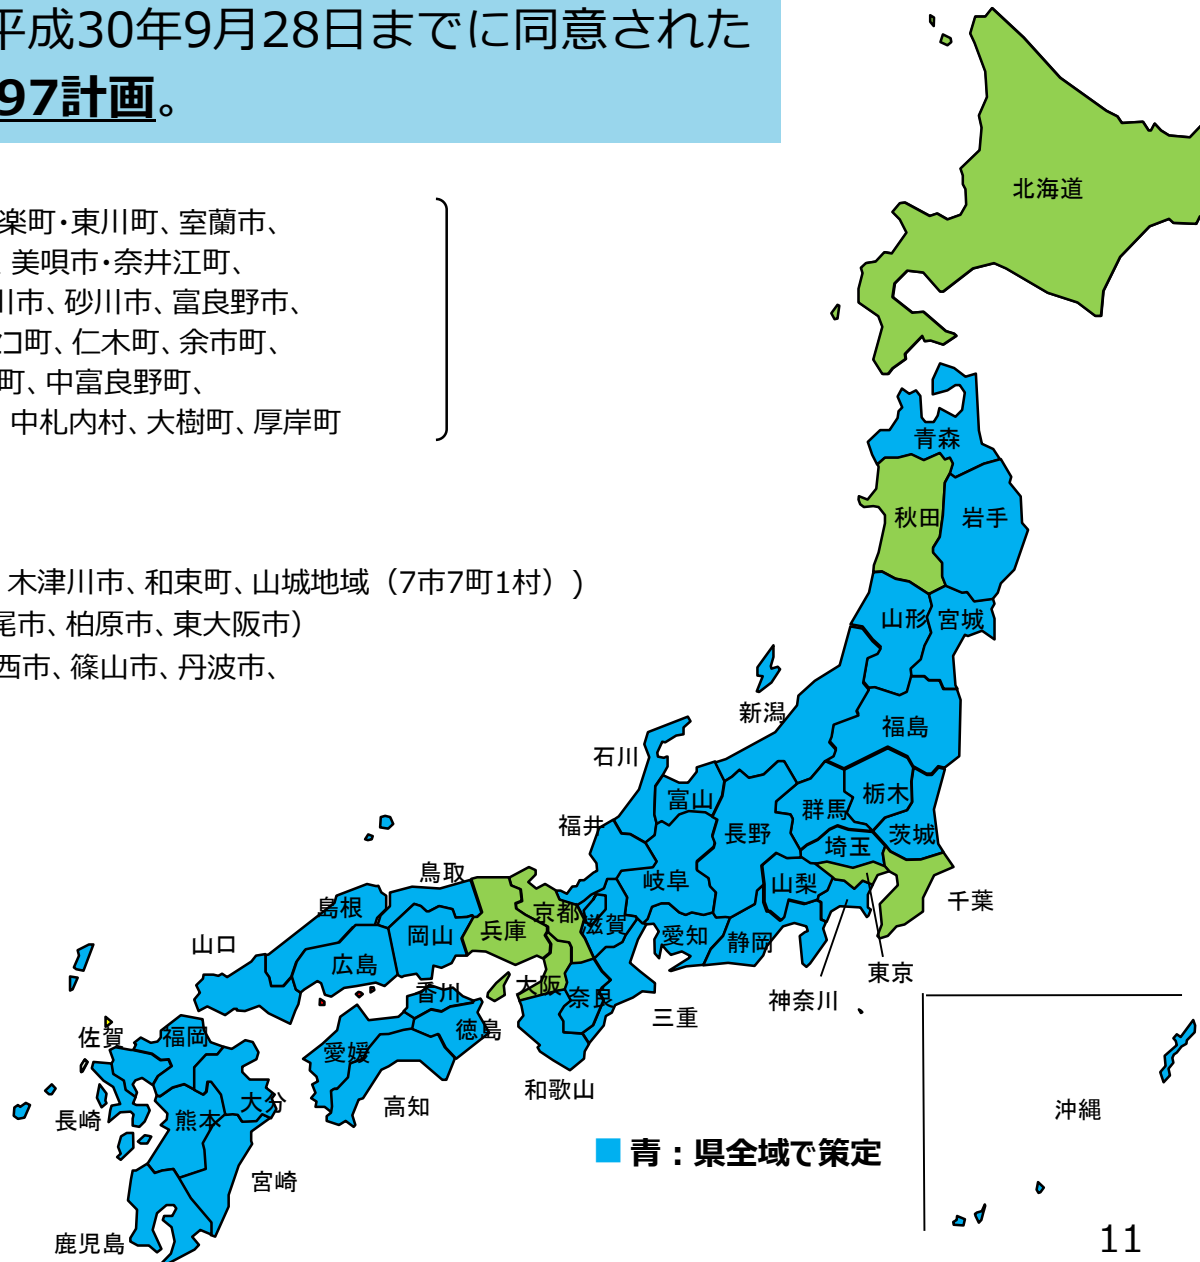 平成30年9月28日までに同意された
97計画。
楽町・東川町、室蘭市、
美唄市・奈井江町、
川市、砂川市、富良野市、
コ町、仁木町、余市町、
町、中富良野町、
中札内村、大樹町、厚岸町
木津川市、和束町、山城地域（7市7町1村）)
尾市、柏原市、東大阪市）
西市、篠山市、丹波市、
北海道
青森
秋田
岩手
山形
宮城
新潟
福島
石川
富山
群馬
栃木
福井
長野
埼玉
茨城
鳥取
岐阜
山梨
千葉
島根
京都
滋賀
山口
岡山
兵庫
愛知
静岡
広島
東京
香川
大阪
奈良
神奈川
三重
佐賀
福岡
徳島
愛媛
和歌山
長崎
熊本
大分
高知
沖縄
青：県全域で策定
宮崎
鹿児島
11